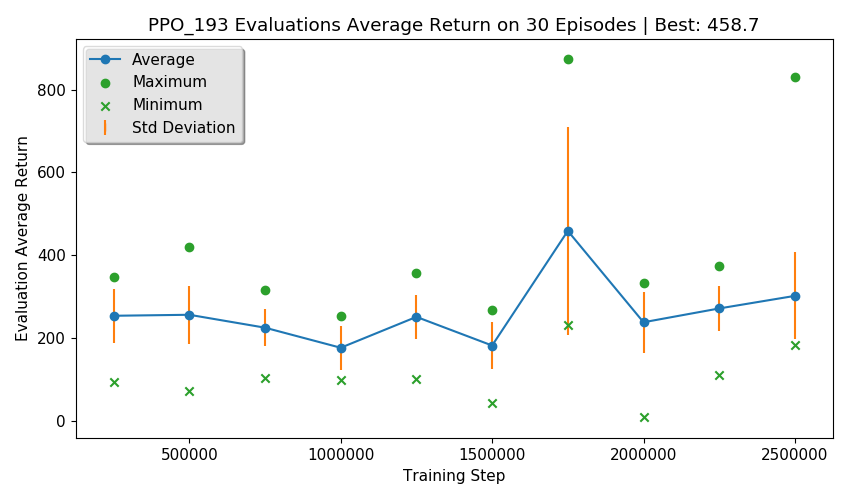 PPO_193 Evaluations Average Return on 30 Episodes | Best: 458.7
Average
Maximum
Minimum
Std Deviation
Evaluation Average Return
800
600
400
200
0
500000 1000000 1500000 2000000 2500000
Training Step